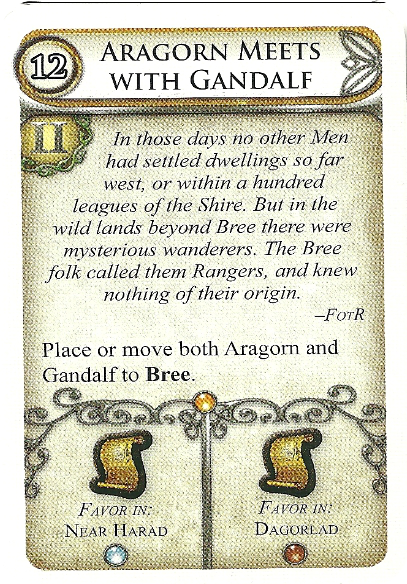 12
ARAGORN MEETS
WITH GANDALF
II
In those days no other Men
had settled dwellings so far
west, or within a hundred
leagues of the Shire. But in the
wild lands beyond Bree there were
mysterious wanderers. The Bree
folk called them Rangers, and knew
nothing of their origin.
–FOTR
Place or move both Aragorn and
Gandalf to Bree.
FAVOR IN:
NEAR HARAD
FAVOR IN:
DAGORLAD